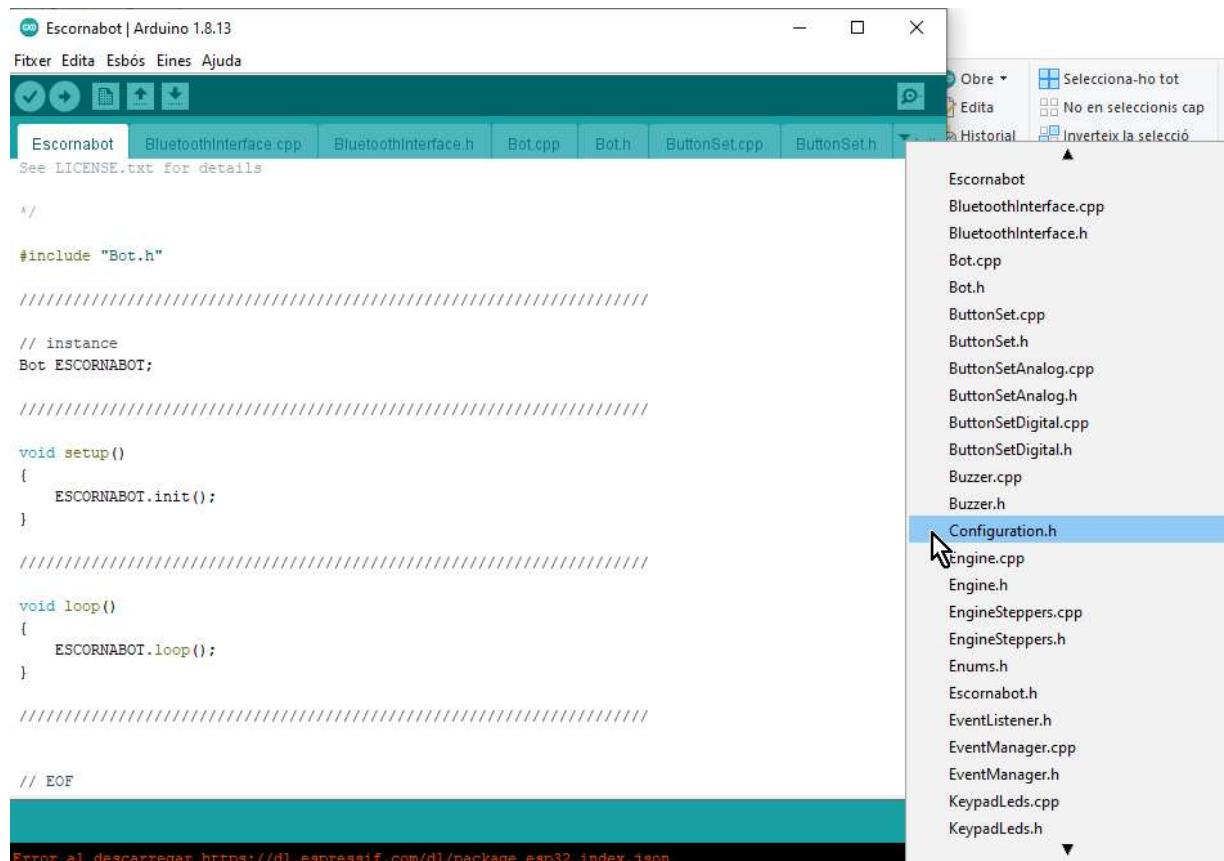 Escornabot | Arduino 1.8.13
Fitxer Edita Esbós Eines Ajuda
Obre
Selecciona-ho tot
Edita
No en seleccionis cap
Historial
Inverteix la selecció
Escornabot BluetoothInterface.cpp BluetoothInterface.h Bot.cpp Bot.h ButtonSet.cpp ButtonSet.h
See LICENSE.txt for details
*/
#include "Bot.h"
//////////////////////////////////////////////////////////////////////
// instance
Bot ESCORNABOT;
//////////////////////////////////////////////////////////////////////
void setup()
{
ESCORNABOT.init();
}
//////////////////////////////////////////////////////////////////////
void loop()
{
ESCORNABOT.loop();
}
//////////////////////////////////////////////////////////////////////
// EOF
Error al descarregar https://dl.espressif.com/dl/package_esp32_index.json
Escornabot
BluetoothInterface.cpp
BluetoothInterface.h
Bot.cpp
Bot.h
ButtonSet.cpp
ButtonSet.h
ButtonSetAnalog.cpp
ButtonSetAnalog.h
ButtonSetDigital.cpp
ButtonSetDigital.h
Buzzer.cpp
Buzzer.h
Configuration.h
Engine.cpp
Engine.h
EngineSteppers.cpp
EngineSteppers.h
Enums.h
Escornabot.h
EventListener.h
EventManager.cpp
EventManager.h
KeypadLeds.cpp
KeypadLeds.h